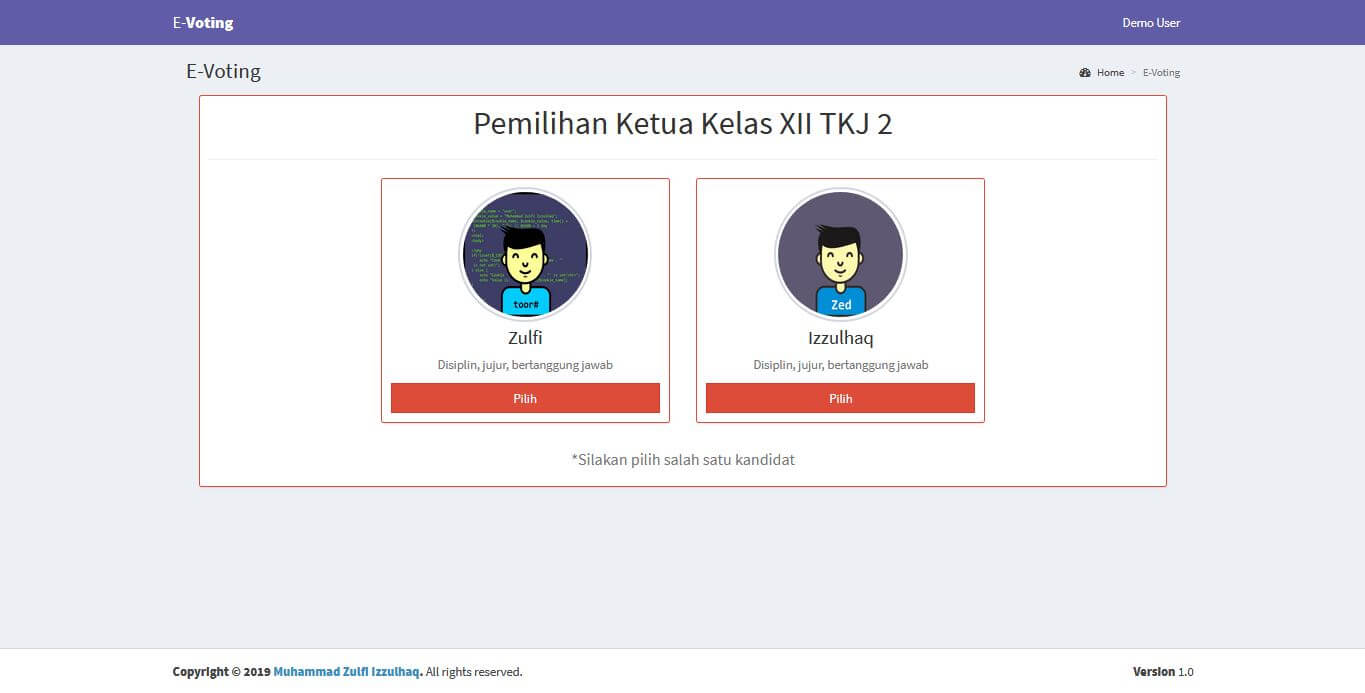 E-Voting
Demo User
E-Voting
Home > E-Voting
Pemilihan Ketua Kelas XII TKJ 2
toor#
Zulfi
Disiplin, jujur, bertanggung jawab
Pilih
Zed
Izzulhaq
Disiplin, jujur, bertanggung jawab
Pilih
*Silakan pilih salah satu kandidat
Copyright © 2019 Muhammad Zulfi Izzulhaq. All rights reserved.
Version 1.0